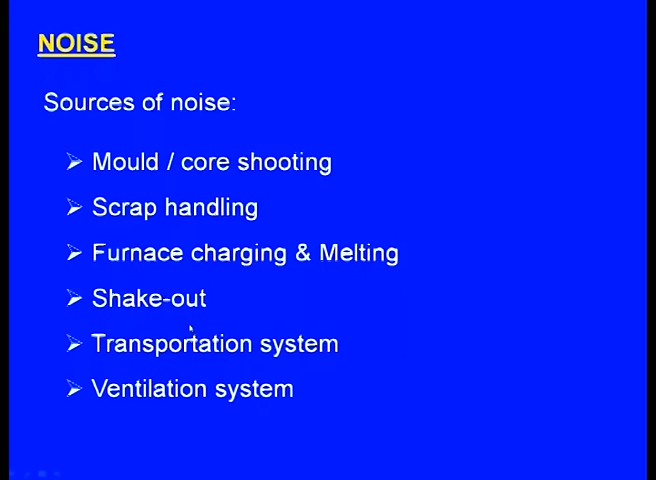 NOISE
Sources of noise:
➢ Mould / core shooting
➢ Scrap handling
➢ Furnace charging & Melting
➢ Shake-out
➢ Transportation system
➢ Ventilation system